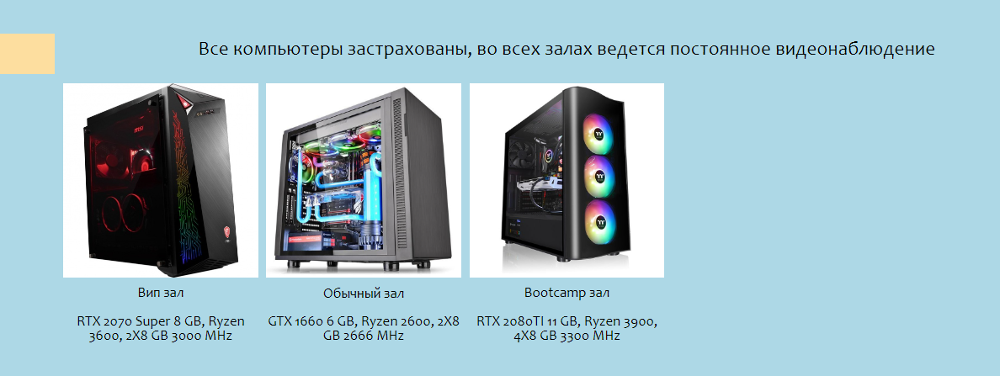 Все компьютеры застрахованы, во всех залах ведется постоянное видеонаблюдение
Вип зал
RTX 2070 Super 8 GB, Ryzen
3600, 2X8 GB 3000 MHz
Обычный зал
GTX 1660 6 GB, Ryzen 2600, 2X8
GB 2666 MHz
Bootcamp зал
RTX 2080TI 11 GB, Ryzen 3900,
4X8 GB 3300 MHz